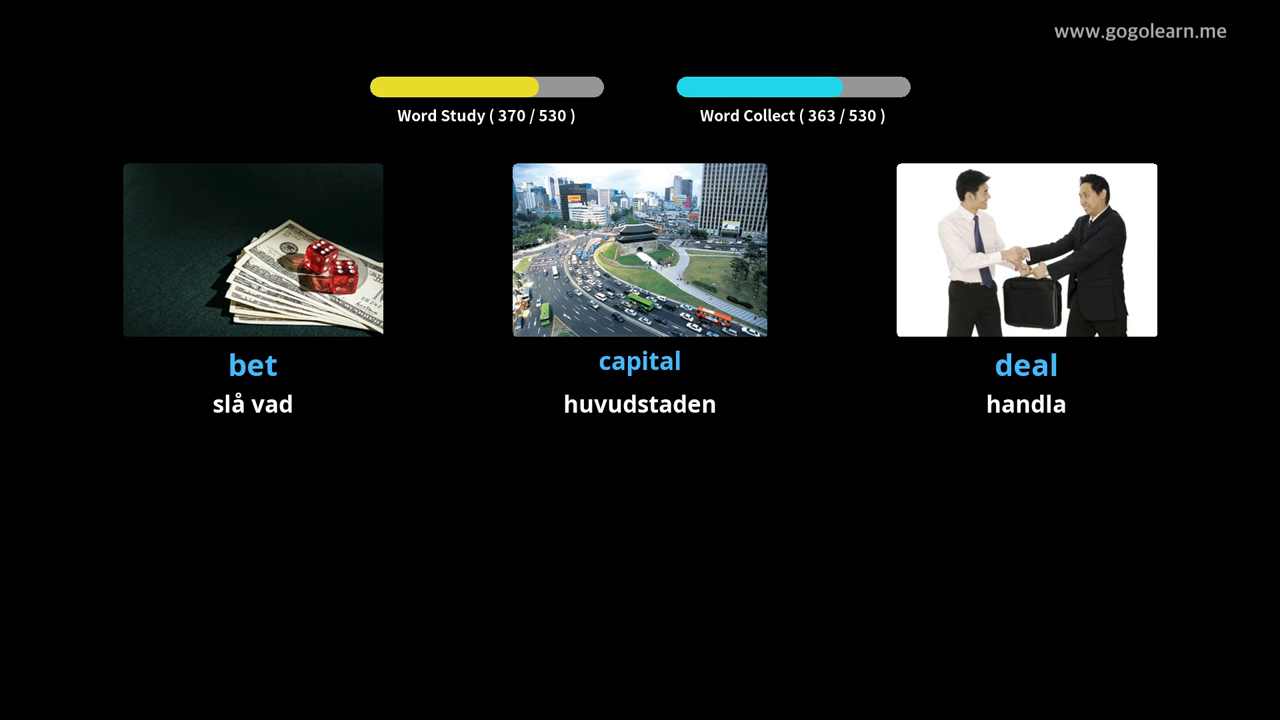 www.gogolearn.me
Word Study ( 370 / 530 )
Word Collect ( 363 / 530 )
bet
slå vad
capital
huvudstaden
deal
handla